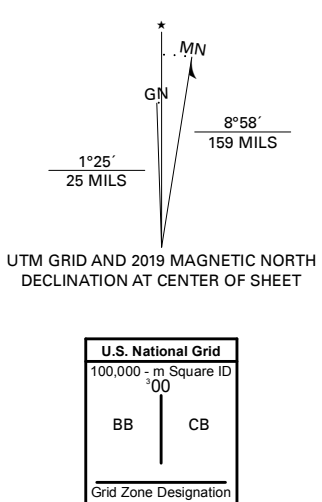 ★
MN
GN
8°58´
159 MILS
1°25´
25 MILS
UTM GRID AND 2019 MAGNETIC NORTH
DECLINATION AT CENTER OF SHEET
U.S. National Grid
100,000 - m Square ID
³00
BB CB
Grid Zone Designation